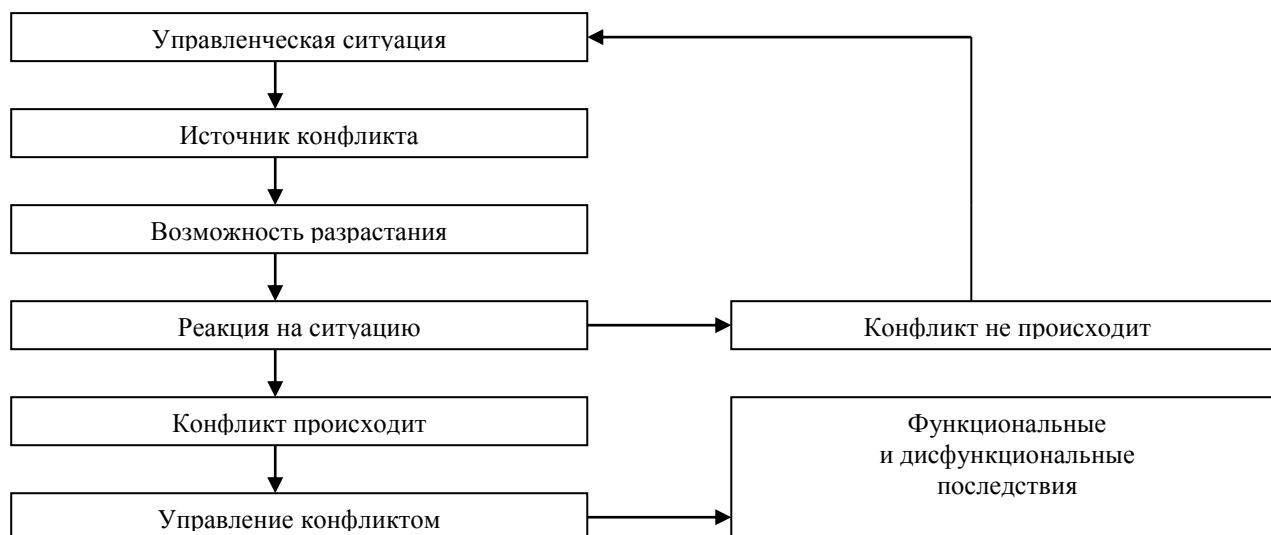 Управленческая ситуация
Источник конфликта
Возможность разрастания
Реакция на ситуацию
Конфликт не происходит
Конфликт происходит
Управление конфликтом
Функциональные
и дисфункциональные
последствия